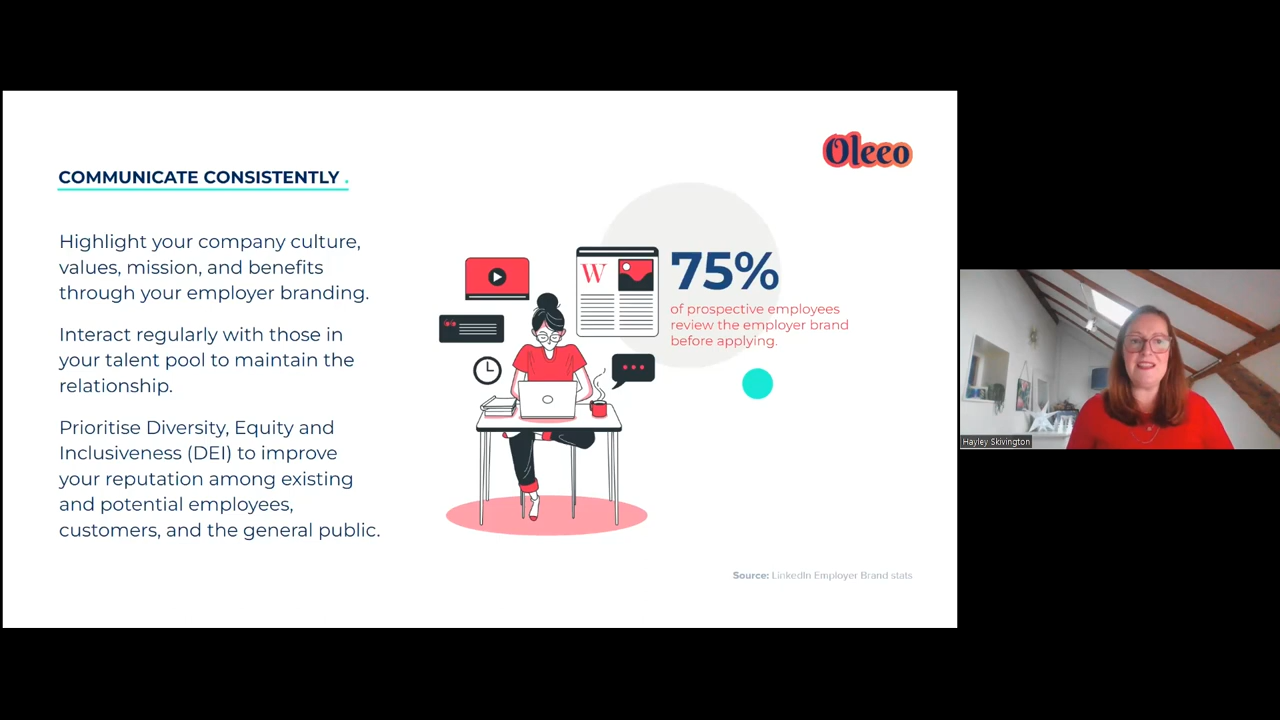 Oleeo
COMMUNICATE CONSISTENTLY .
Highlight your company culture,
values, mission, and benefits
through your employer branding.
Interact regularly with those in
your talent pool to maintain the
relationship.
Prioritise Diversity, Equity and
Inclusiveness (DEI) to improve
your reputation among existing
and potential employees,
customers, and the general public.
W
75%
of prospective employees
review the employer brand
before applying.
Source: LinkedIn Employer Brand stats
Hayley Skivington